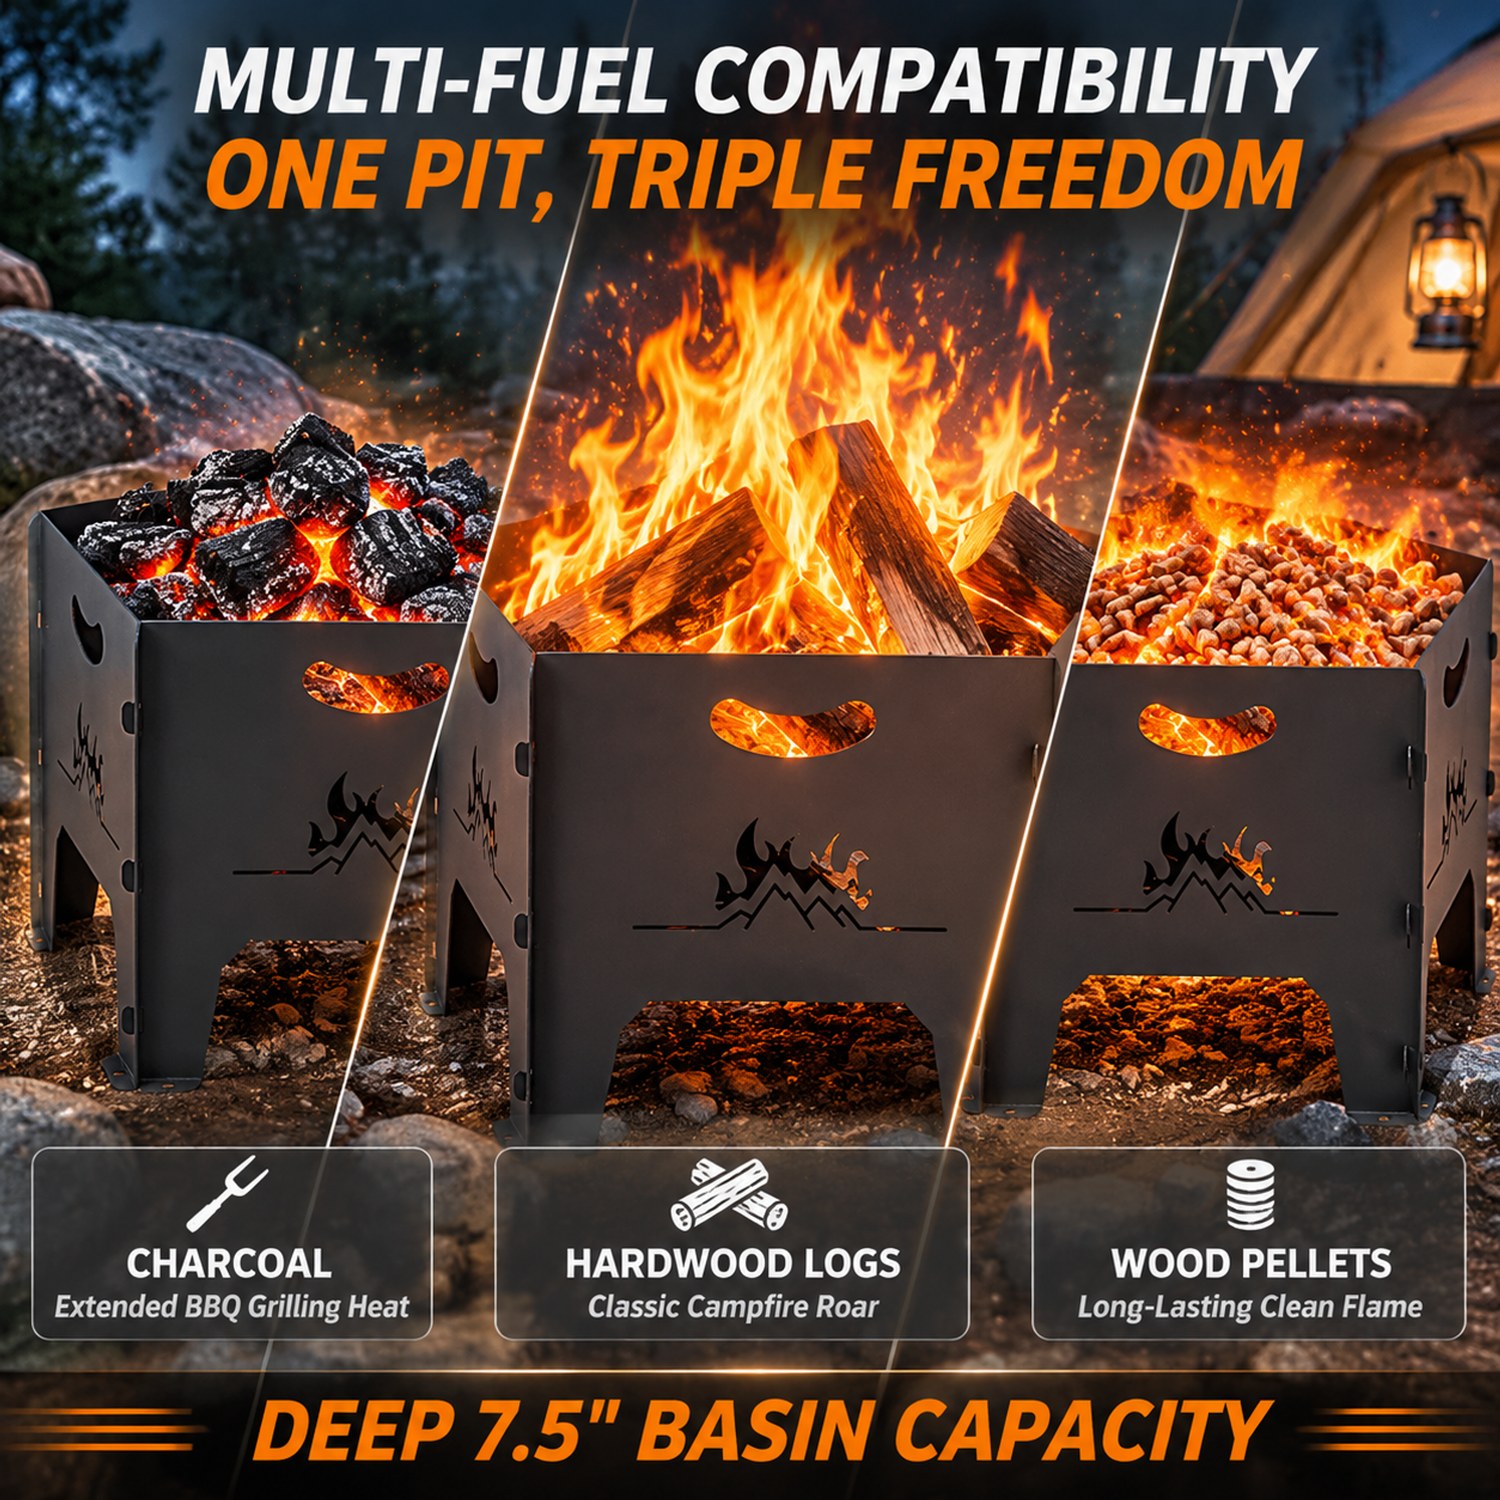 MULTI-FUEL COMPATIBILITY
ONE PIT, TRIPLE FREEDOM
CHARCOAL
Extended BBQ Grilling Heat
HARDWOOD LOGS
Classic Campfire Roar
WOOD PELLETS
Long-Lasting Clean Flame
DEEP 7.5" BASIN CAPACITY